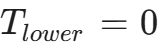 T_{lower} = 0